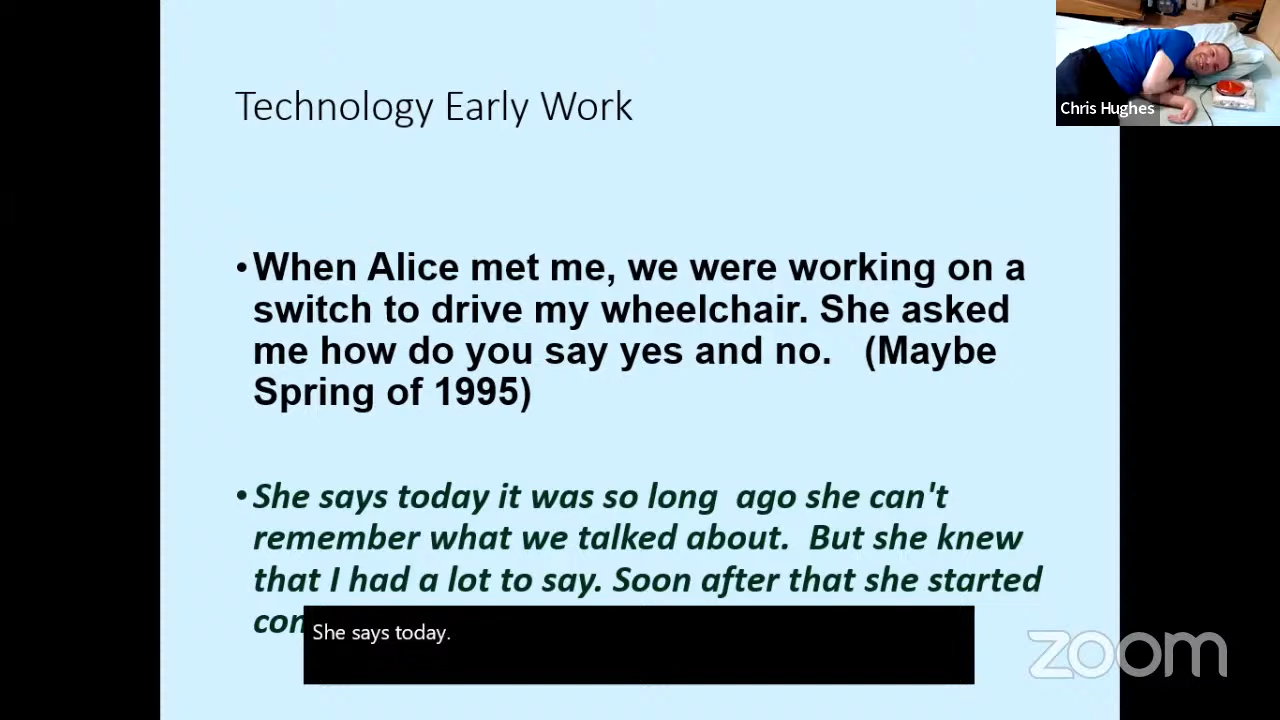 Technology Early Work
Chris Hughes
•When Alice met me, we were working on a
switch to drive my wheelchair. She asked
me how do you say yes and no.   (Maybe
Spring of 1995)
•She says today it was so long  ago she can't
remember what we talked about.  But she knew
that I had a lot to say. Soon after that she started
She says today.
zoom